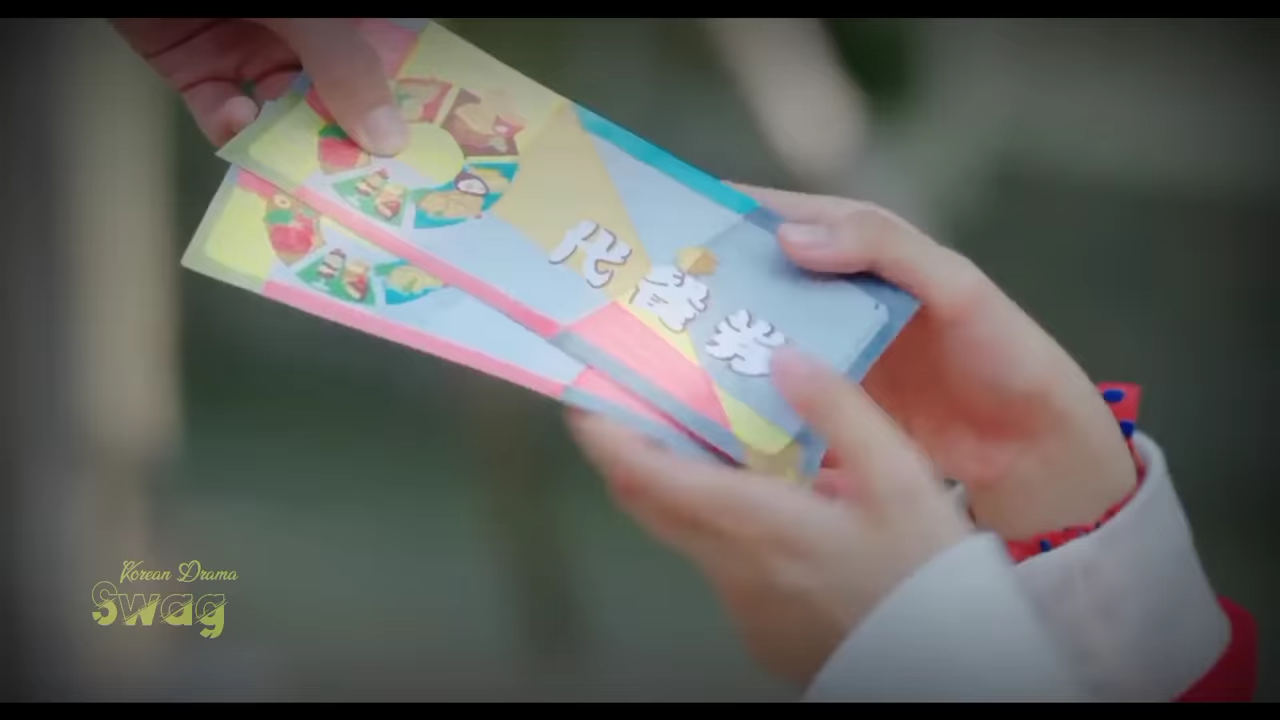 代金券
Korean Drama
Swag